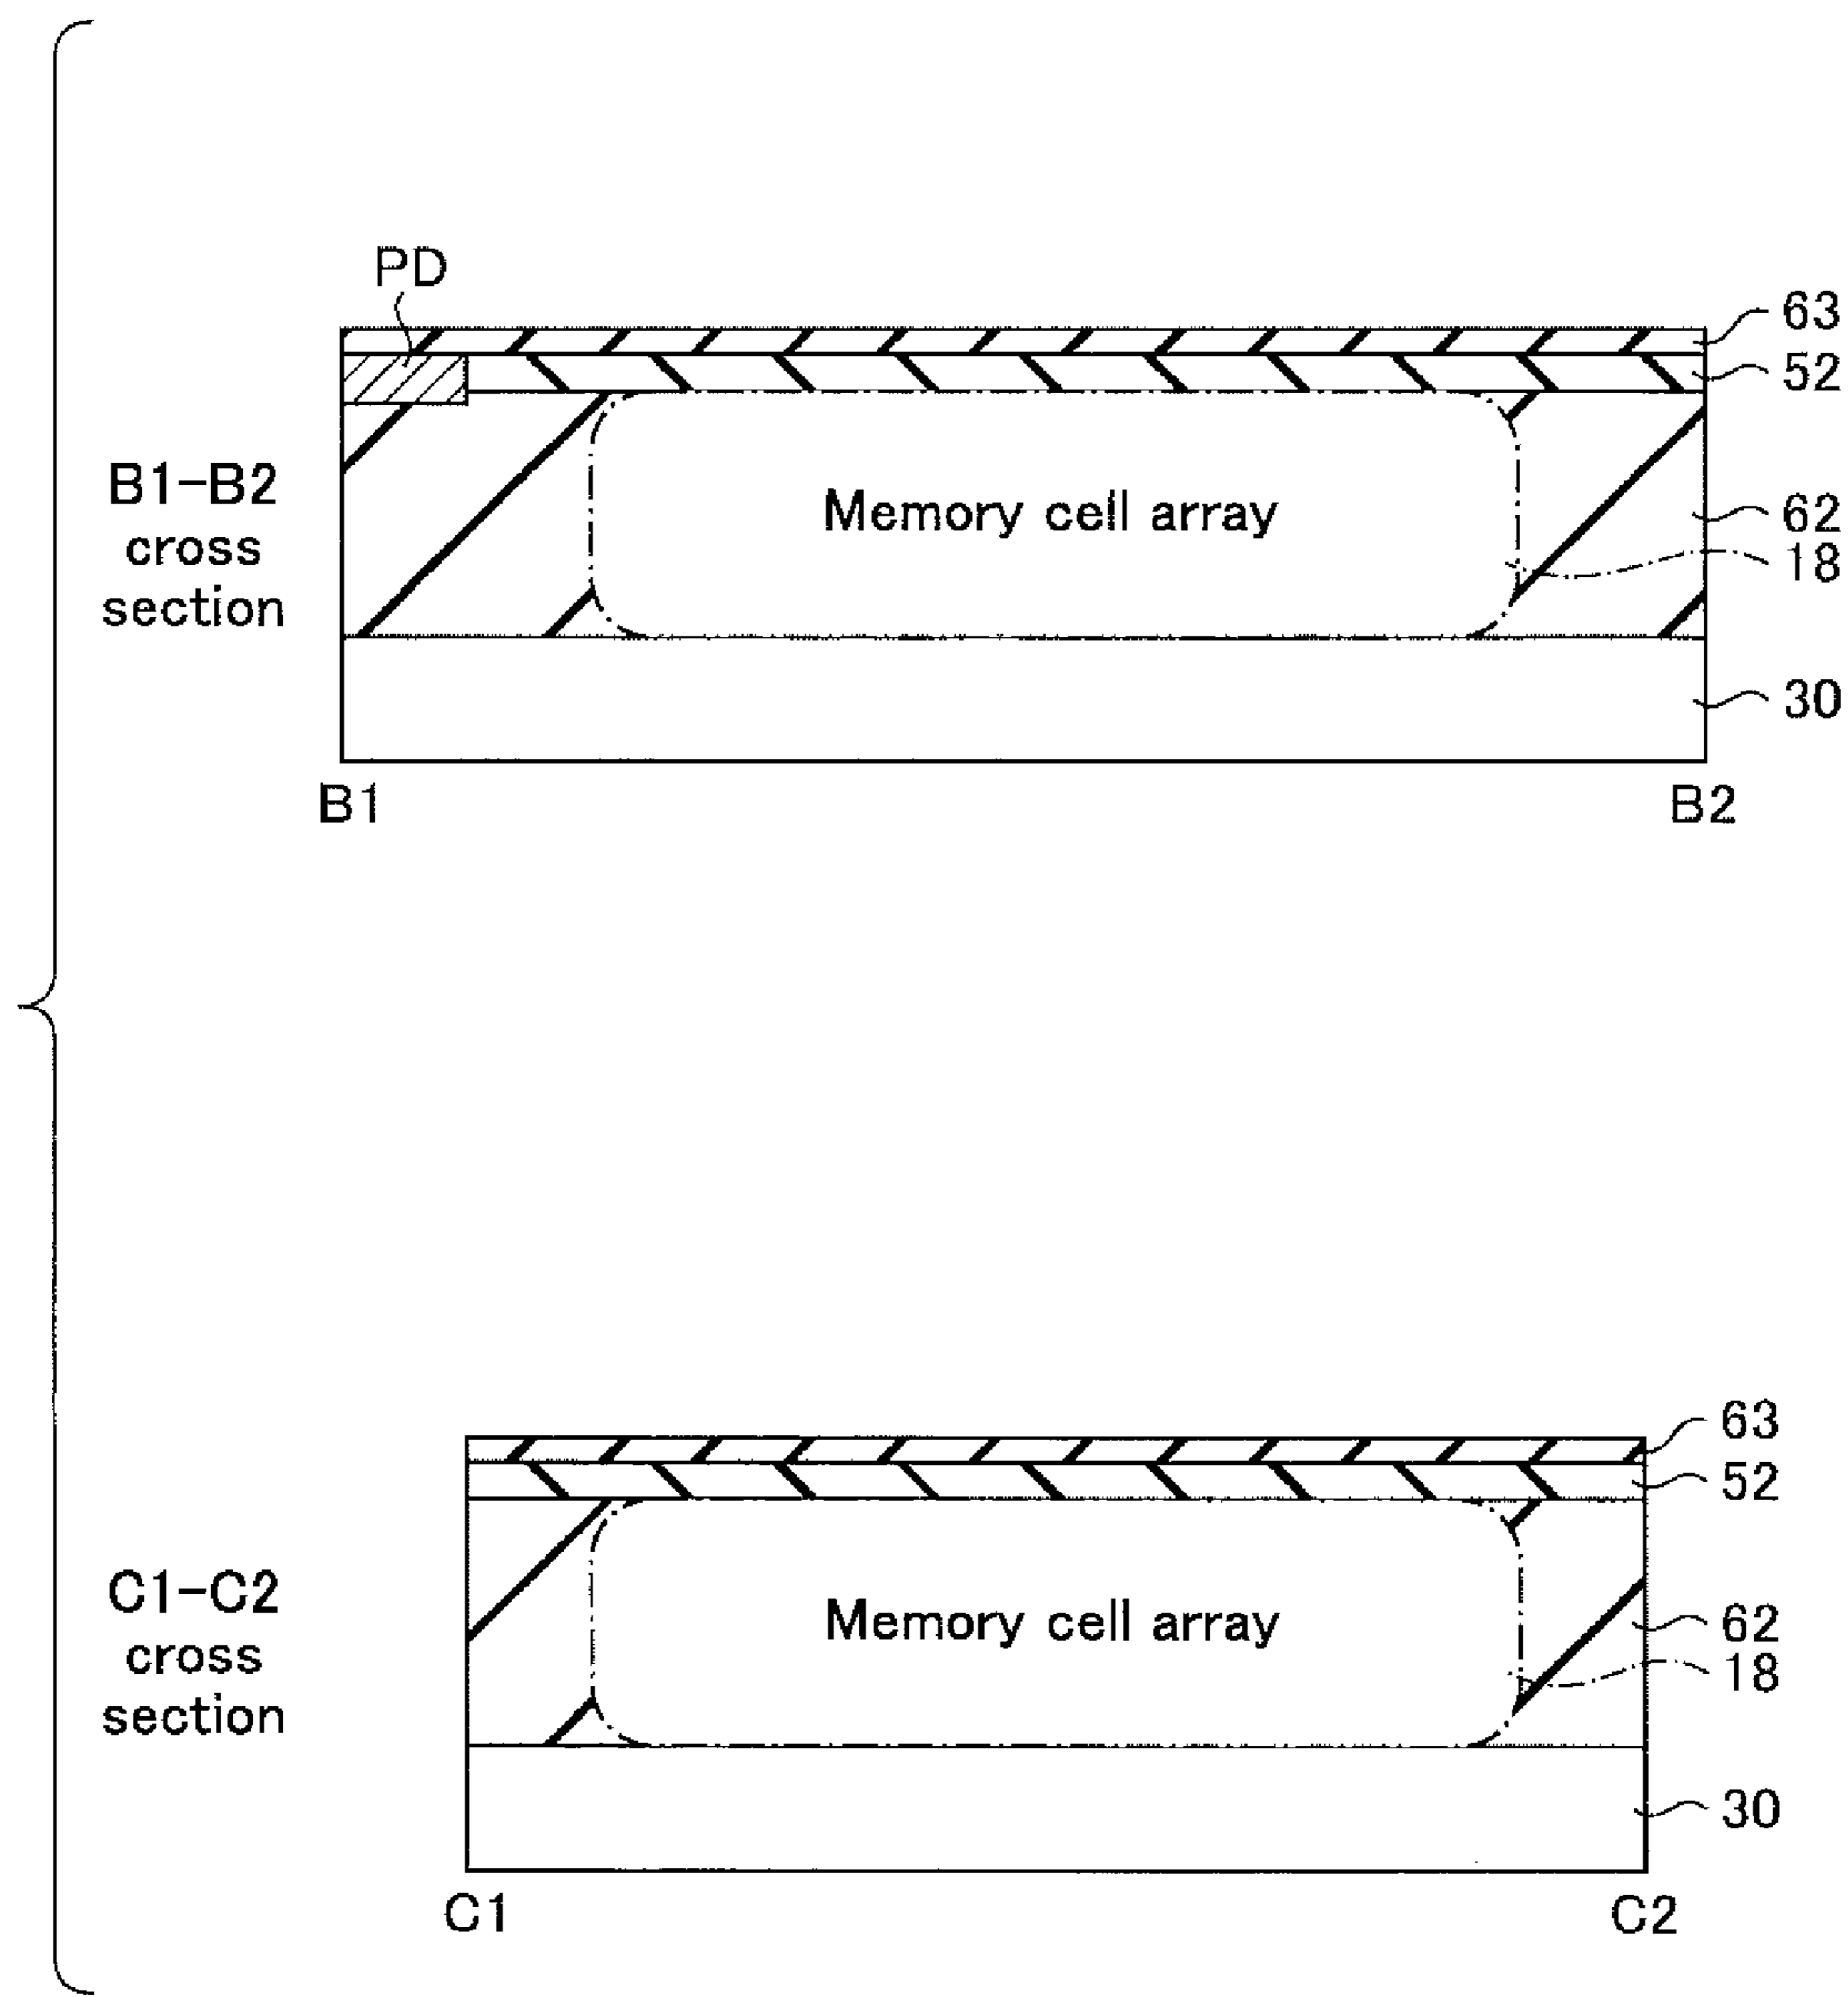 PD
63
52
B1-B2
cross
section
Memory cell array
62
18
30
B1
B2
63
52
C1-C2
cross
section
Memory cell array
62
18
30
C1
C2